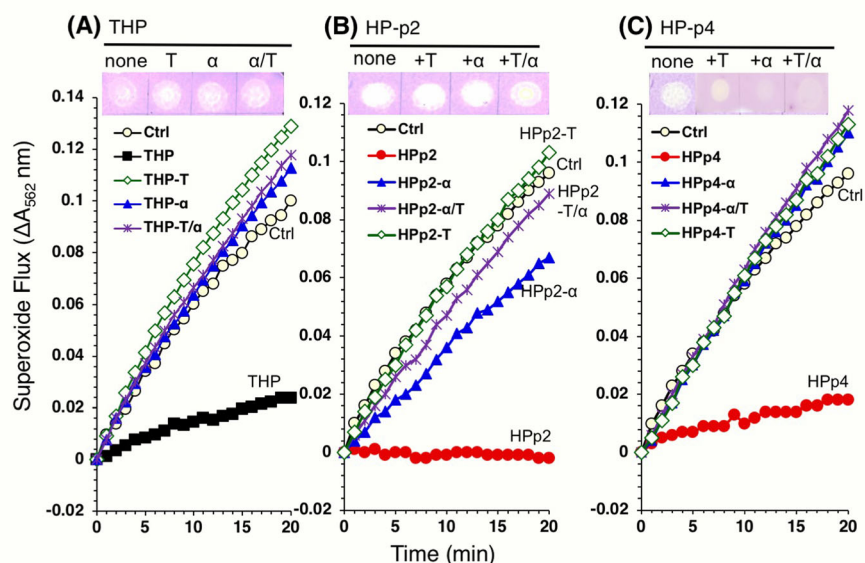 (A) THP
none T α α/T
0.14
0.12
0.1
0.08
0.06
0.04
0.02
0
-0.02
Ctrl
THP
THP-T
THP-α
THP-T/α
Ctrl
THP
0 5 10 15 20
Superoxide Flux (ΔA562 nm)
(B) HP-p2
none +T +α +T/α
0.12
0.1
0.08
0.06
0.04
0.02
0
-0.02
Ctrl
HPp2
HPp2-α
HPp2-α/T
HPp2-T
HPp2-T
Ctrl
HPp2
-T/α
HPp2-α
HPp2
0 5 10 15 20
Time (min)
(C) HP-p4
none +T +α +T/α
0.12
0.1
0.08
0.06
0.04
0.02
0
-0.02
Ctrl
HPp4
HPp4-α
HPp4-α/T
HPp4-T
Ctrl
HPp4
0 5 10 15 20